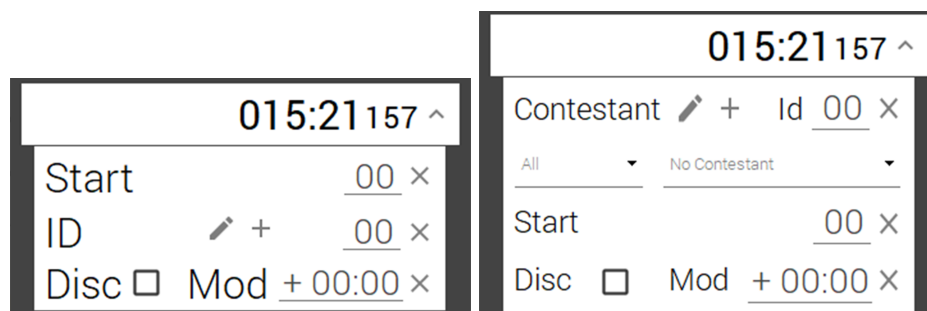 015:21157
Start 00
ID + 00
Disc Mod + 00:00
015:21157
Contestant + Id 00
All No Contestant
Start 00
Disc Mod + 00:00